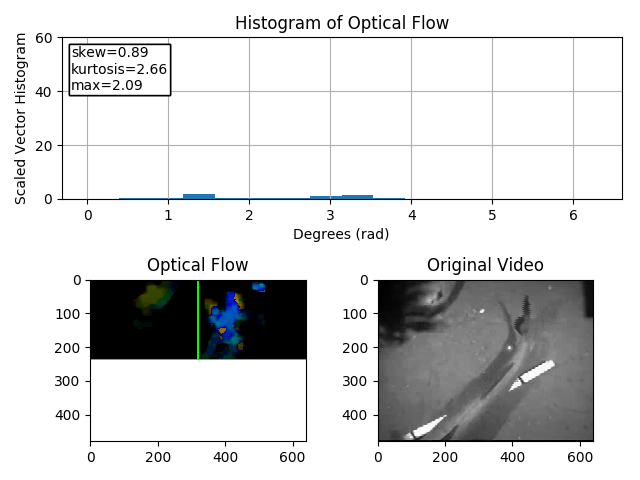 Histogram of Optical Flow
Scaled Vector Histogram
60
40
20
0
skew=0.89
kurtosis=2.66
max=2.09
0 1 2 3 4 5 6
Degrees (rad)
Optical Flow
0
100
200
300
400
0 200 400 600
Original Video
0
100
200
300
400
0 200 400 600